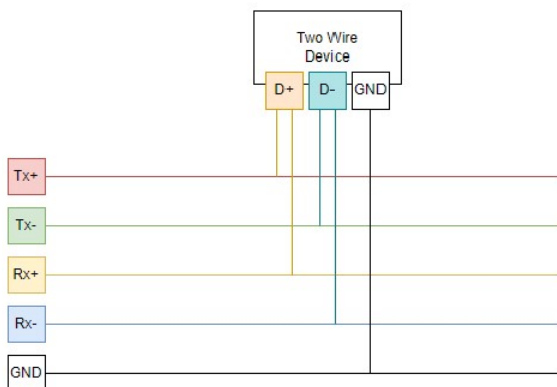 Two Wire
Device
D+ D- GND
Tx+
Tx-
Rx+
Rx-
GND